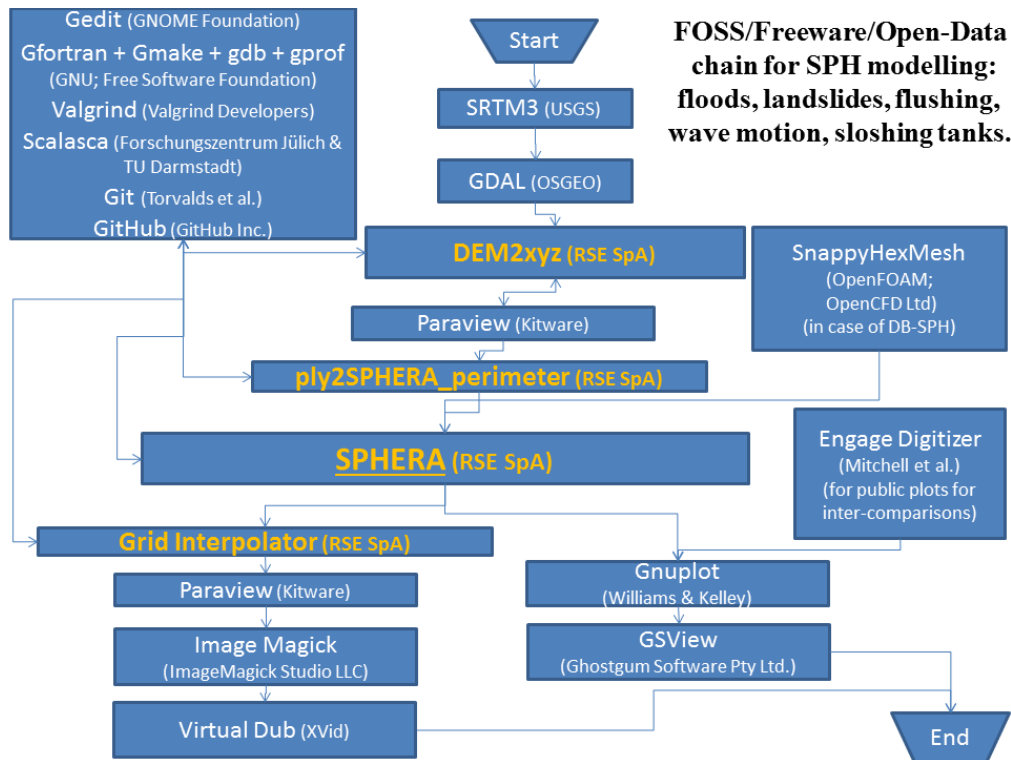 Gedit (GNOME Foundation)
Gfortran + Gmake + gdb + gprof
(GNU; Free Software Foundation)
Valgrind (Valgrind Developers)
Scalasca (Forschungszentrum Jülich &
TU Darmstadt)
Git (Torvalds et al.)
GitHub (GitHub Inc.)
Start
FOSS/Freeware/Open-Data
chain for SPH modelling:
floods, landslides, flushing,
wave motion, sloshing tanks.
SRTM3 (USGS)
GDAL (OSGEO)
DEM2xyz (RSE SpA)
SnappyHexMesh
(OpenFOAM;
OpenCFD Ltd)
(in case of DB-SPH)
Paraview (Kitware)
ply2SPHERA_perimeter (RSE SpA)
SPHERA (RSE SpA)
Engage Digitizer
(Mitchell et al.)
(for public plots for
inter-comparisons)
Grid Interpolator (RSE SpA)
Paraview (Kitware)
Gnuplot
(Williams & Kelley)
Image Magick
(ImageMagick Studio LLC)
GSView
(Ghostgum Software Pty Ltd.)
Virtual Dub (XVid)
End